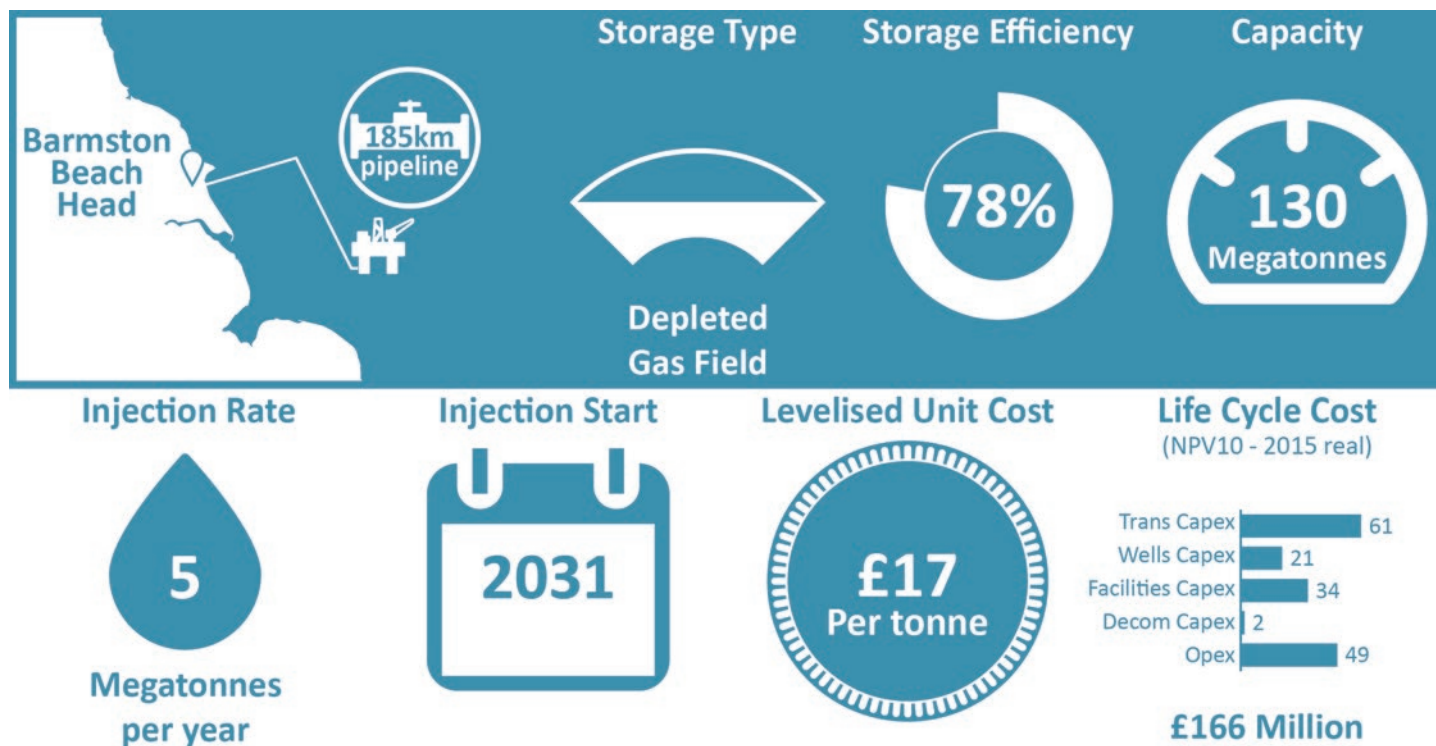 Barmston
Beach
Head
185km
pipeline
Storage Type
Depleted
Gas Field
Storage Efficiency
78%
Capacity
130
Megatonnes
Injection Rate
5
Megatonnes
per year
Injection Start
2031
Levelised Unit Cost
£17
Per tonne
Life Cycle Cost
(NPV10 - 2015 real)
Trans Capex 61
Wells Capex 21
Facilities Capex 34
Decom Capex 2
Opex 49
£166 Million